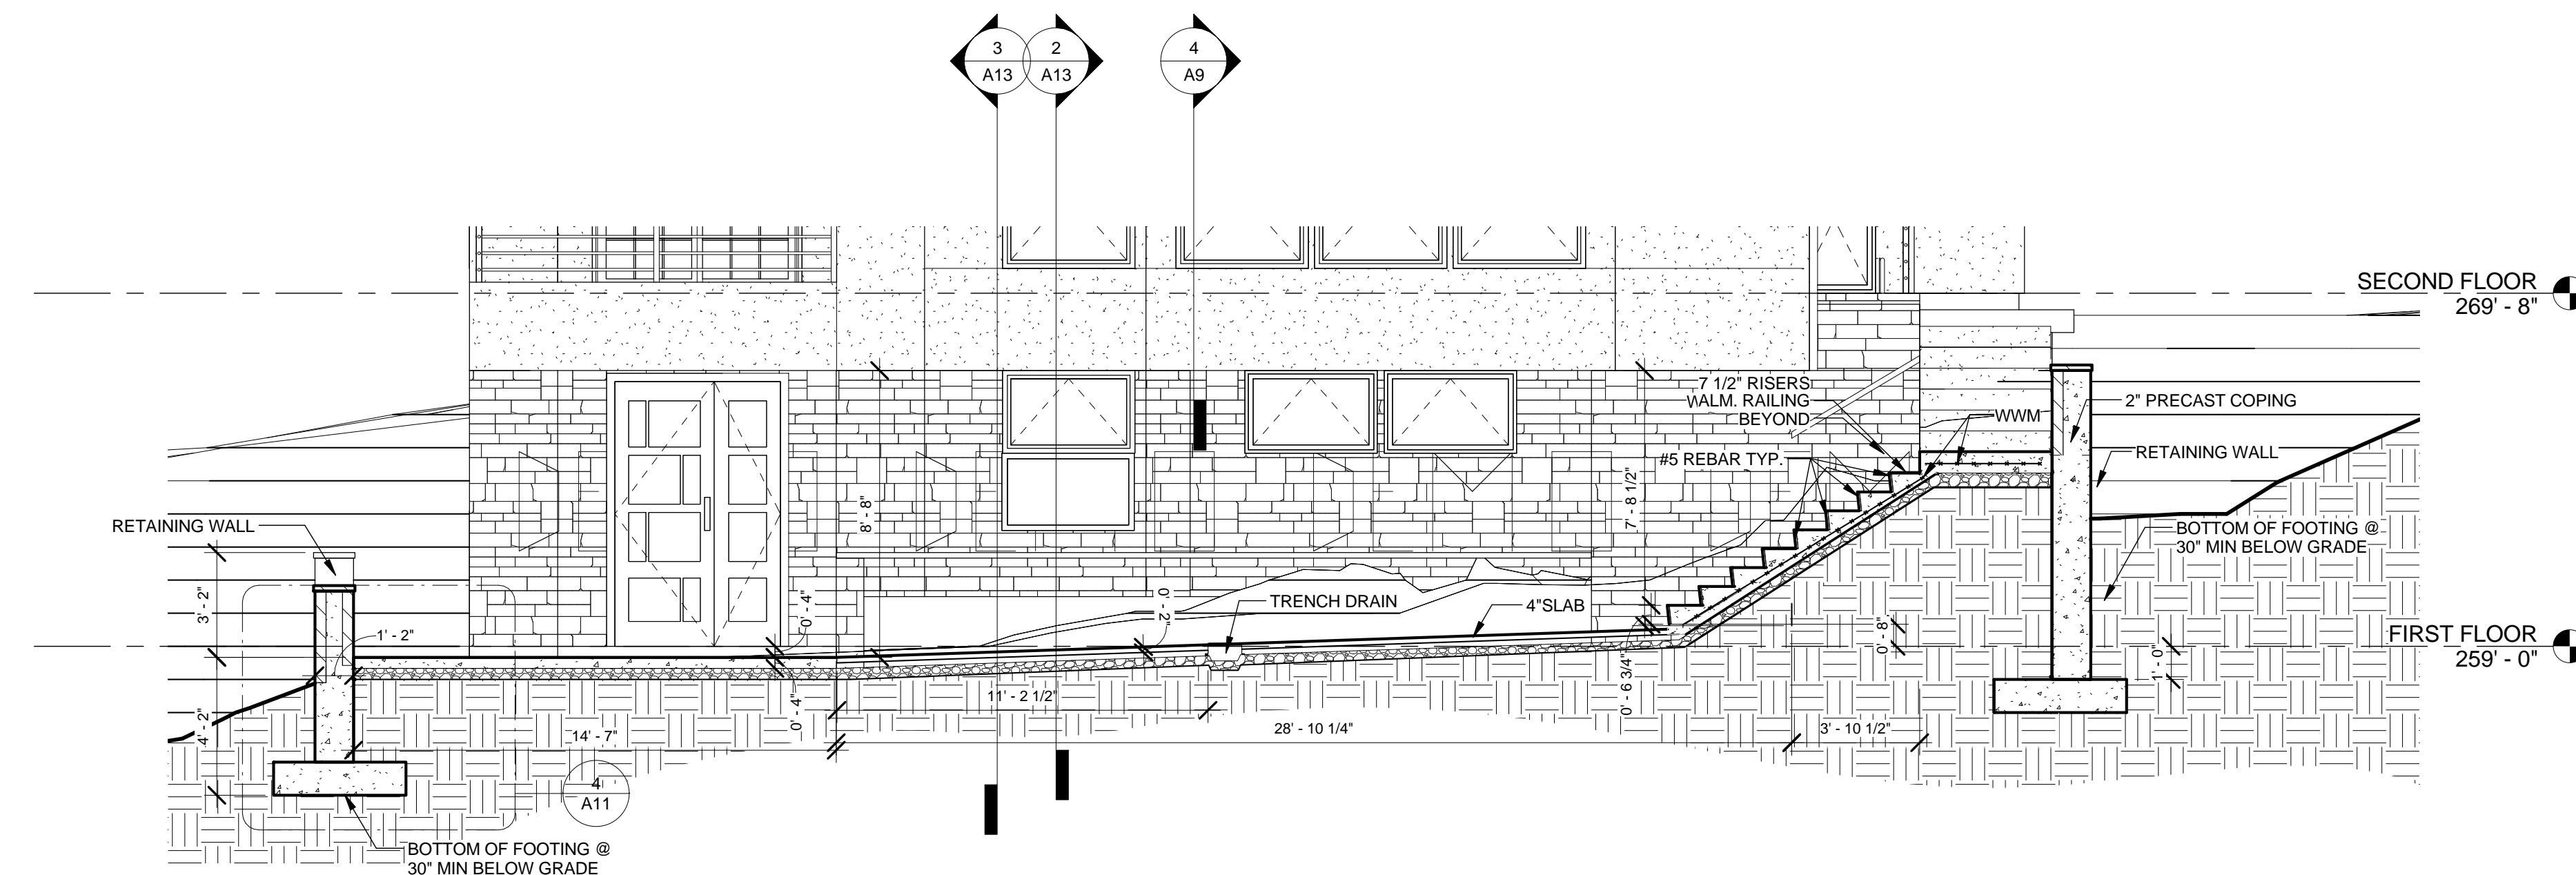 3
A13
2
A13
4
A9
SECOND FLOOR
269' - 8"
7 1/2" RISERS
ALM. RAILING
BEYOND
WWM
2" PRECAST COPING
#5 REBAR TYP.
RETAINING WALL
8' - 8"
7' - 8 1/2"
RETAINING WALL
BOTTOM OF FOOTING @
30" MIN BELOW GRADE
3' - 2"
1' - 2"
0' - 4"
0' - 2"
TRENCH DRAIN
4"SLAB
0' - 8"
FIRST FLOOR
259' - 0"
1' - 0"
4' - 2"
14' - 7"
0' - 4"
11' - 2 1/2"
28' - 10 1/4"
0' - 6 3/4"
3' - 10 1/2"
4
A11
BOTTOM OF FOOTING @
30" MIN BELOW GRADE